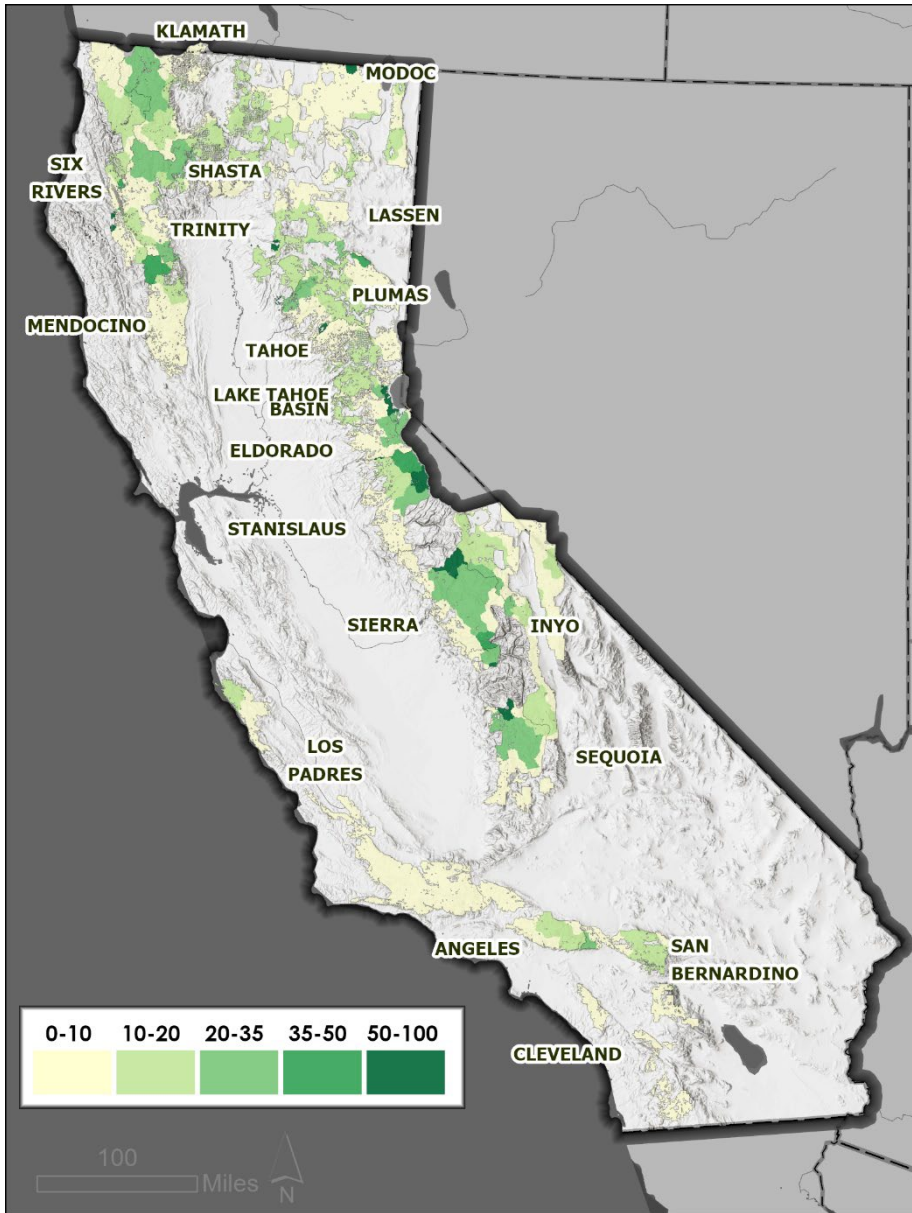 KLAMATH
MODOC
SIX
RIVERS
SHASTA
LASSEN
TRINITY
PLUMAS
MENDOCINO
TAHOE
LAKE TAHOE
BASIN
ELDORADO
STANISLAUS
SIERRA
INYO
LOS
PADRES
SEQUOIA
ANGELES
SAN
BERNARDINO
CLEVELAND
0-10 10-20 20-35 35-50 50-100
100
Miles
N